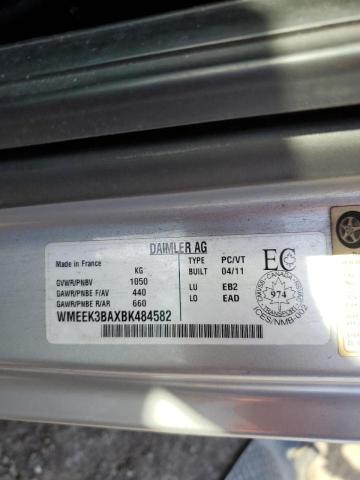 DAIMLER AG
Made in France
KG
GVWR/PNBV 1050
GAWR/PNBE F/AV 440
GAWR/PNBE R/AR 660
WMEEK3BAXBK484582
TYPE PC/VT
BUILT 04/11
LU EB2
LO EAD
EC
974
TRANSPORT
ICES/NMB-002